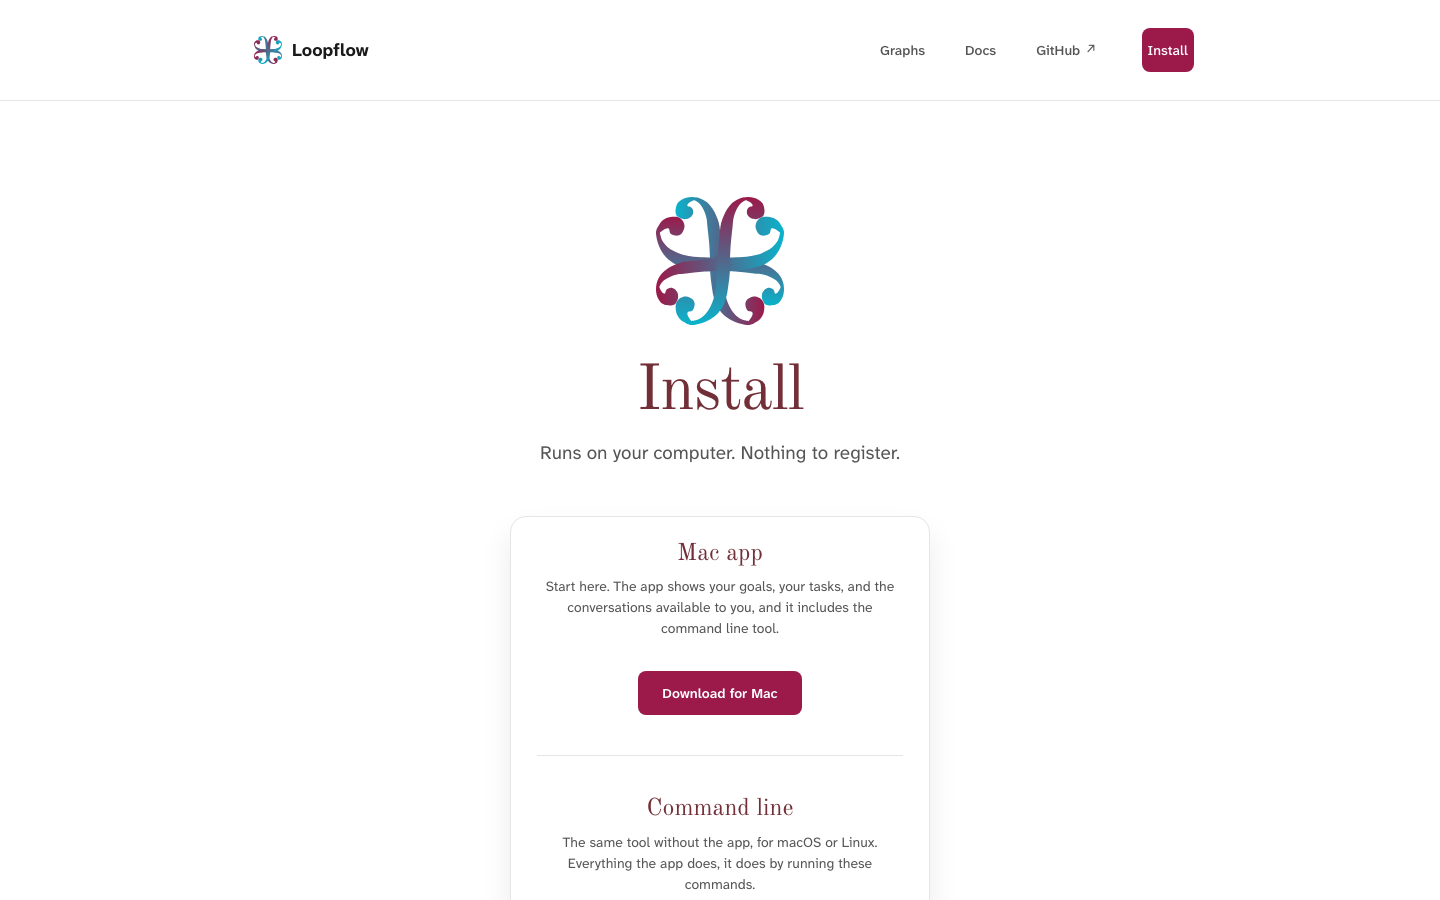 Loopflow
Graphs
Docs
GitHub ↗
Install
Install
Runs on your computer. Nothing to register.
Mac app
Start here. The app shows your goals, your tasks, and the
conversations available to you, and it includes the
command line tool.
Download for Mac
Command line
The same tool without the app, for macOS or Linux.
Everything the app does, it does by running these
commands.